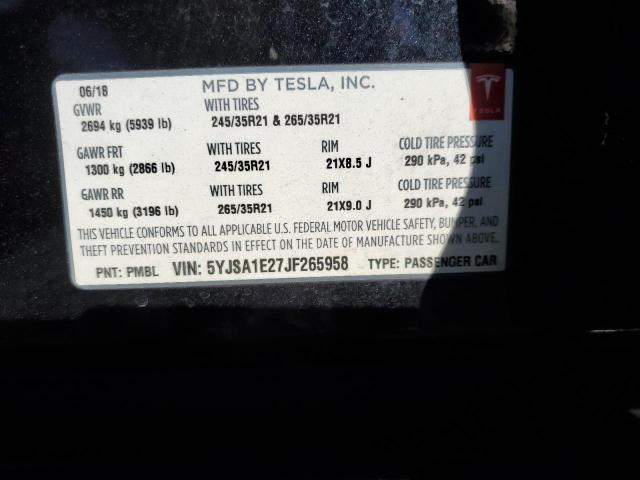 06/18 MFD BY TESLA, INC.
GVWR WITH TIRES
2694 kg (5939 lb) 245/35R21 & 265/35R21
TESLA
GAWR FRT WITH TIRES RIM COLD TIRE PRESSURE
1300 kg (2866 lb) 245/35R21 21X8.5 J 290 kPa, 42 psi
GAWR RR WITH TIRES RIM COLD TIRE PRESSURE
1450 kg (3196 lb) 265/35R21 21X9.0 J 290 kPa, 42 psi
THIS VEHICLE CONFORMS TO ALL APPLICABLE U.S. FEDERAL MOTOR VEHICLE SAFETY, BUMPER, AND
THEFT PREVENTION STANDARDS IN EFFECT ON THE DATE OF MANUFACTURE SHOWN ABOVE.
PNT: PMBL VIN: 5YJSA1E27JF265958 TYPE: PASSENGER CAR